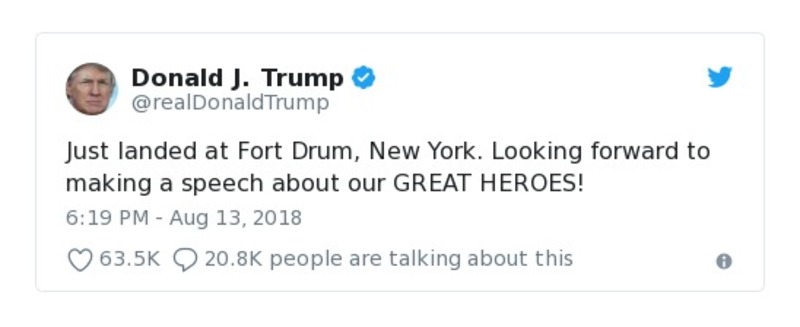 Donald J. Trump
@realDonaldTrump
Just landed at Fort Drum, New York. Looking forward to
making a speech about our GREAT HEROES!
6:19 PM - Aug 13, 2018
63.5K 20.8K people are talking about this